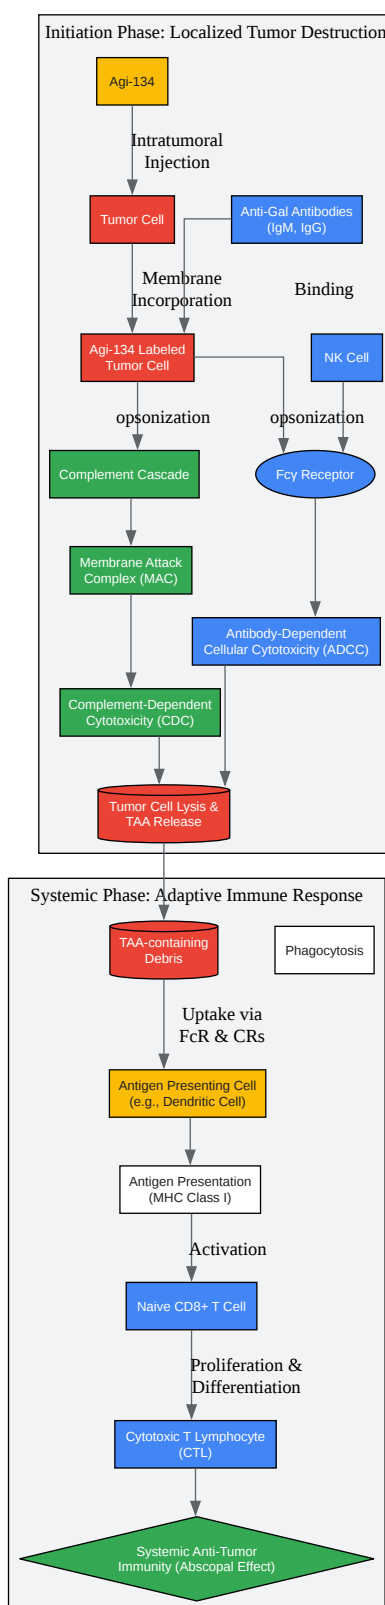 Initiation Phase: Localized Tumor Destruction
Agi-134
Intratumoral
Injection
Tumor Cell
Anti-Gal Antibodies
(IgM, IgG)
Membrane
Incorporation
Binding
Agi-134 Labeled
Tumor Cell
NK Cell
opsonization
opsonization
Complement Cascade
Fcγ Receptor
Membrane Attack
Complex (MAC)
Antibody-Dependent
Cellular Cytotoxicity (ADCC)
Complement-Dependent
Cytotoxicity (CDC)
Tumor Cell Lysis &
TAA Release
Systemic Phase: Adaptive Immune Response
TAA-containing
Debris
Phagocytosis
Uptake via
FcR & CRs
Antigen Presenting Cell
(e.g., Dendritic Cell)
Antigen Presentation
(MHC Class I)
Activation
Naive CD8+ T Cell
Proliferation &
Differentiation
Cytotoxic T Lymphocyte
(CTL)
Systemic Anti-Tumor
Immunity (Abscopal Effect)